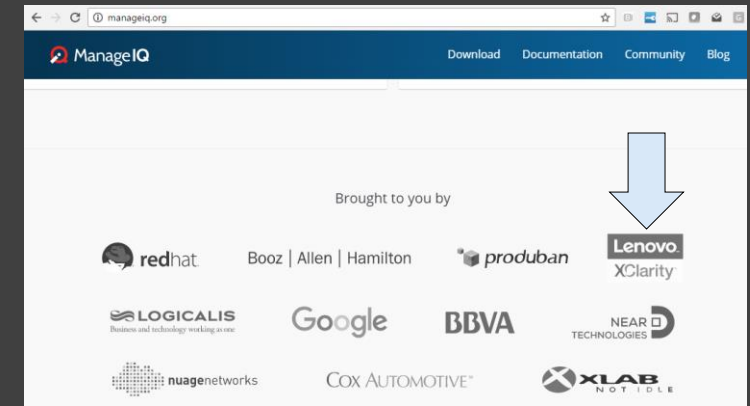 manageiq.org
ManageIQ
Download Documentation Community Blog
Brought to you by
redhat. Booz | Allen | Hamilton produban Lenovo.
XClarity
LOGICALIS
Business and technology working as one
Google BBVA NEAR
TECHNOLOGIES
nuagenetworks COX AUTOMOTIVE™ XLAB
NOT IDLE